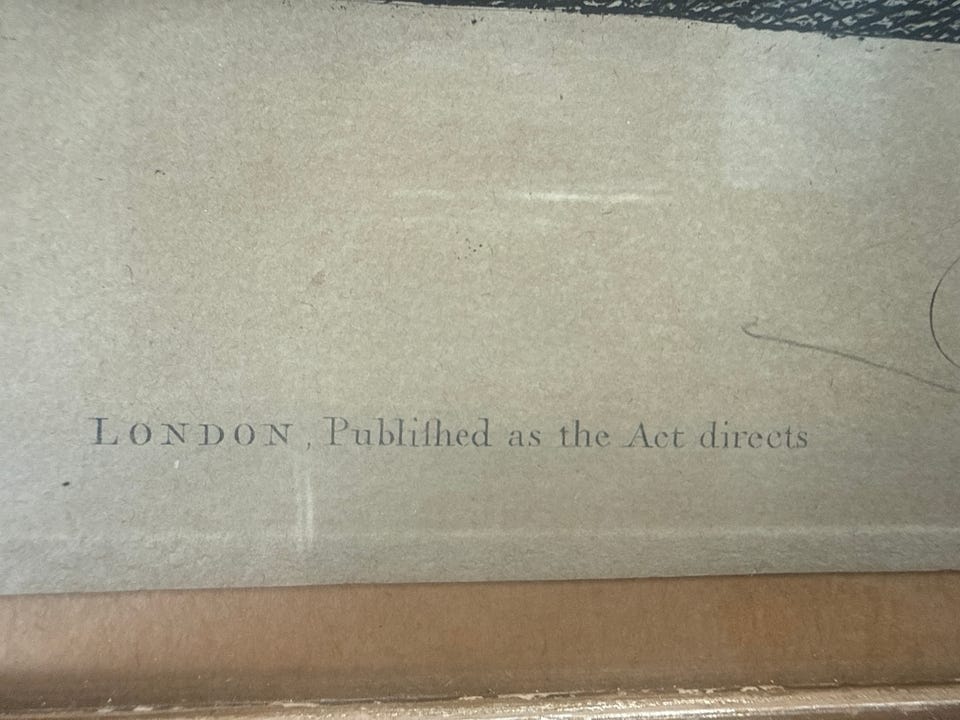 LONDON, Publiſhed as the Act directs